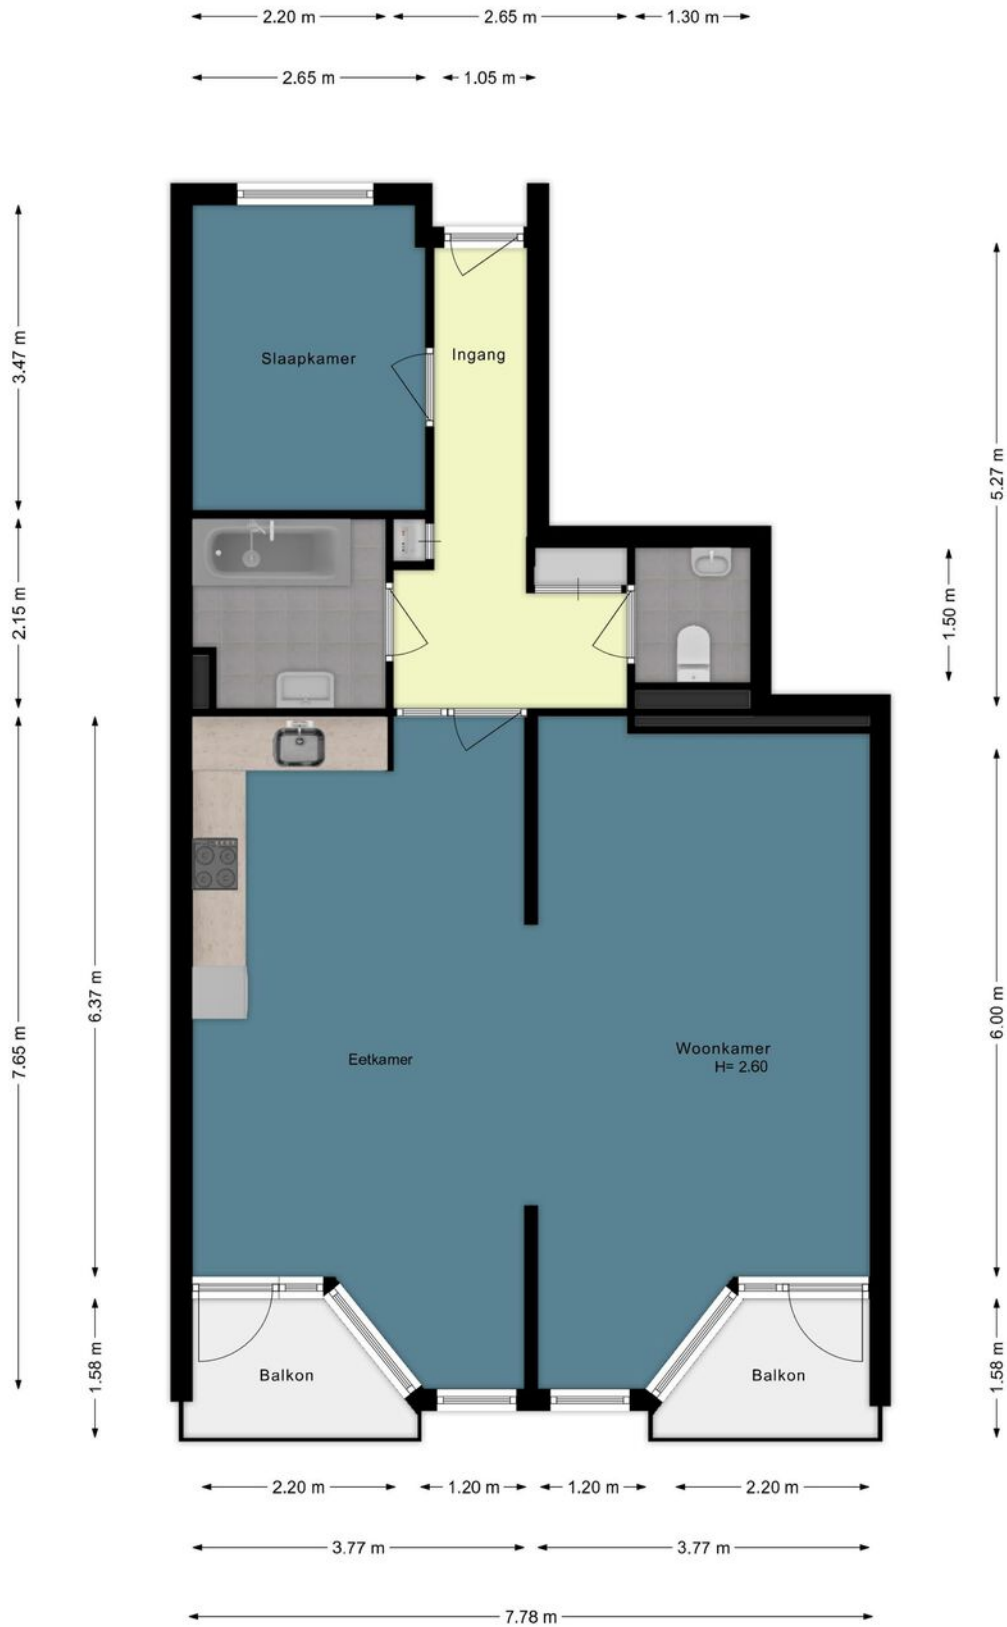 2.20 m 2.65 m 1.30 m
2.65 m 1.05 m
3.47 m
2.15 m
7.65 m
6.37 m
1.58 m
Slaapkamer
Ingang
Eetkamer
Woonkamer
H= 2.60
Balkon
Balkon
5.27 m
1.50 m
6.00 m
1.58 m
2.20 m 1.20 m 1.20 m 2.20 m
3.77 m 3.77 m
7.78 m